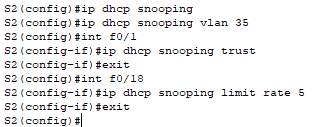 S2(config)#ip dhcp snooping
S2(config)#ip dhcp snooping vlan 35
S2(config)#int f0/1
S2(config-if)#ip dhcp snooping trust
S2(config-if)#exit
S2(config)#int f0/18
S2(config-if)#ip dhcp snooping limit rate 5
S2(config-if)#exit
S2(config)#